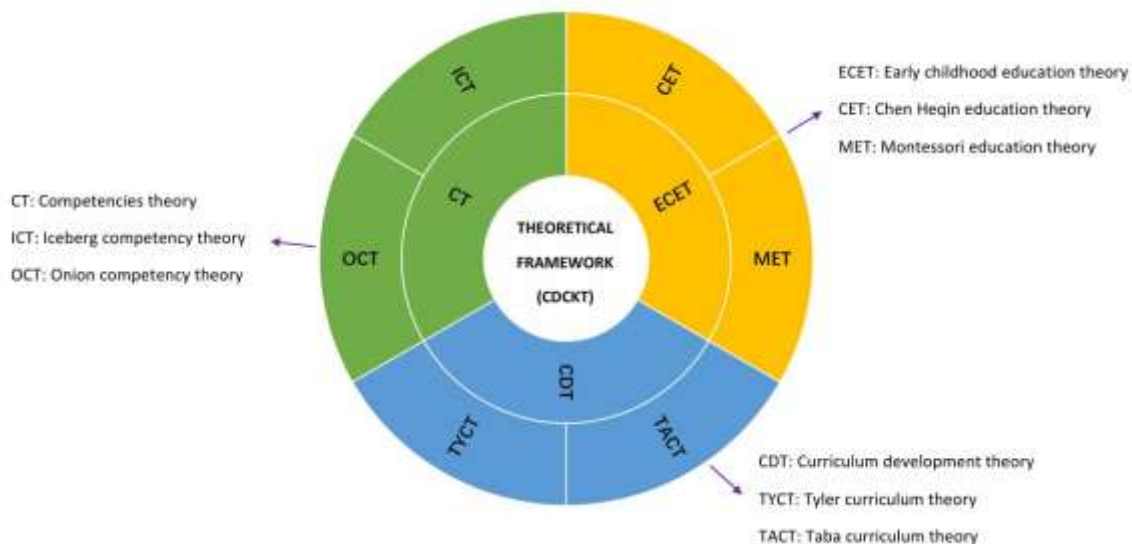 ICT
CET
ECET: Early childhood education theory
CET: Chen Heqin education theory
MET: Montessori education theory
CT
ECET
CT: Competencies theory
ICT: Iceberg competency theory
OCT: Onion competency theory
OCT
THEORETICAL
FRAMEWORK
(CDCKT)
MET
CDT
TYCT
TACT
CDT: Curriculum development theory
TYCT: Tyler curriculum theory
TACT: Taba curriculum theory